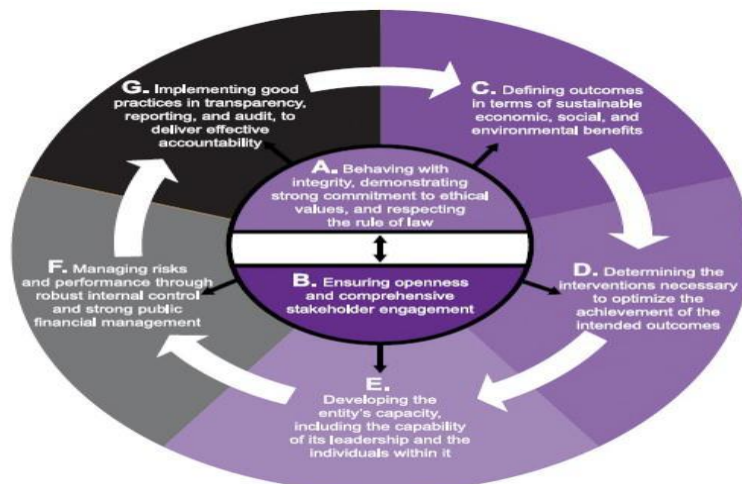 G. Implementing good
practices in transparency,
reporting, and audit, to
deliver effective
accountability
C. Defining outcomes
in terms of sustainable
economic, social, and
environmental benefits
A. Behaving with
integrity, demonstrating
strong commitment to ethical
values, and respecting
the rule of law
F. Managing risks
and performance through
robust internal control
and strong public
financial management
B. Ensuring openness
and comprehensive
stakeholder engagement
D. Determining the
interventions necessary
to optimize the
achievement of the
intended outcomes
E.
Developing the
entity's capacity,
including the capability
of its leadership and the
individuals within it